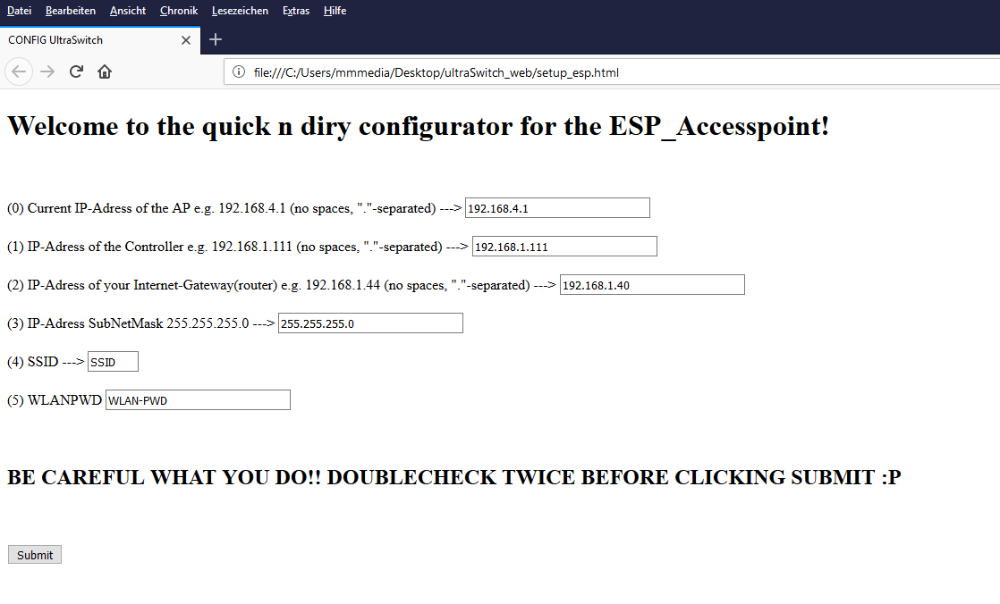 Datei Bearbeiten Ansicht Chronik Lesezeichen Extras Hilfe
CONFIG UltraSwitch
file:///C:/Users/mmmedia/Desktop/ultraSwitch_web/setup_esp.html
Welcome to the quick n diry configurator for the ESP_Accesspoint!
(0) Current IP-Adress of the AP e.g. 192.168.4.1 (no spaces, "."-separated) ---> 192.168.4.1
(1) IP-Adress of the Controller e.g. 192.168.1.111 (no spaces, "."-separated) ---> 192.168.1.111
(2) IP-Adress of your Internet-Gateway(router) e.g. 192.168.1.44 (no spaces, "."-separated) ---> 192.168.1.40
(3) IP-Adress SubNetMask 255.255.255.0 ---> 255.255.255.0
(4) SSID ---> SSID
(5) WLANPWD WLAN-PWD
BE CAREFUL WHAT YOU DO!! DOUBLECHECK TWICE BEFORE CLICKING SUBMIT :P
Submit